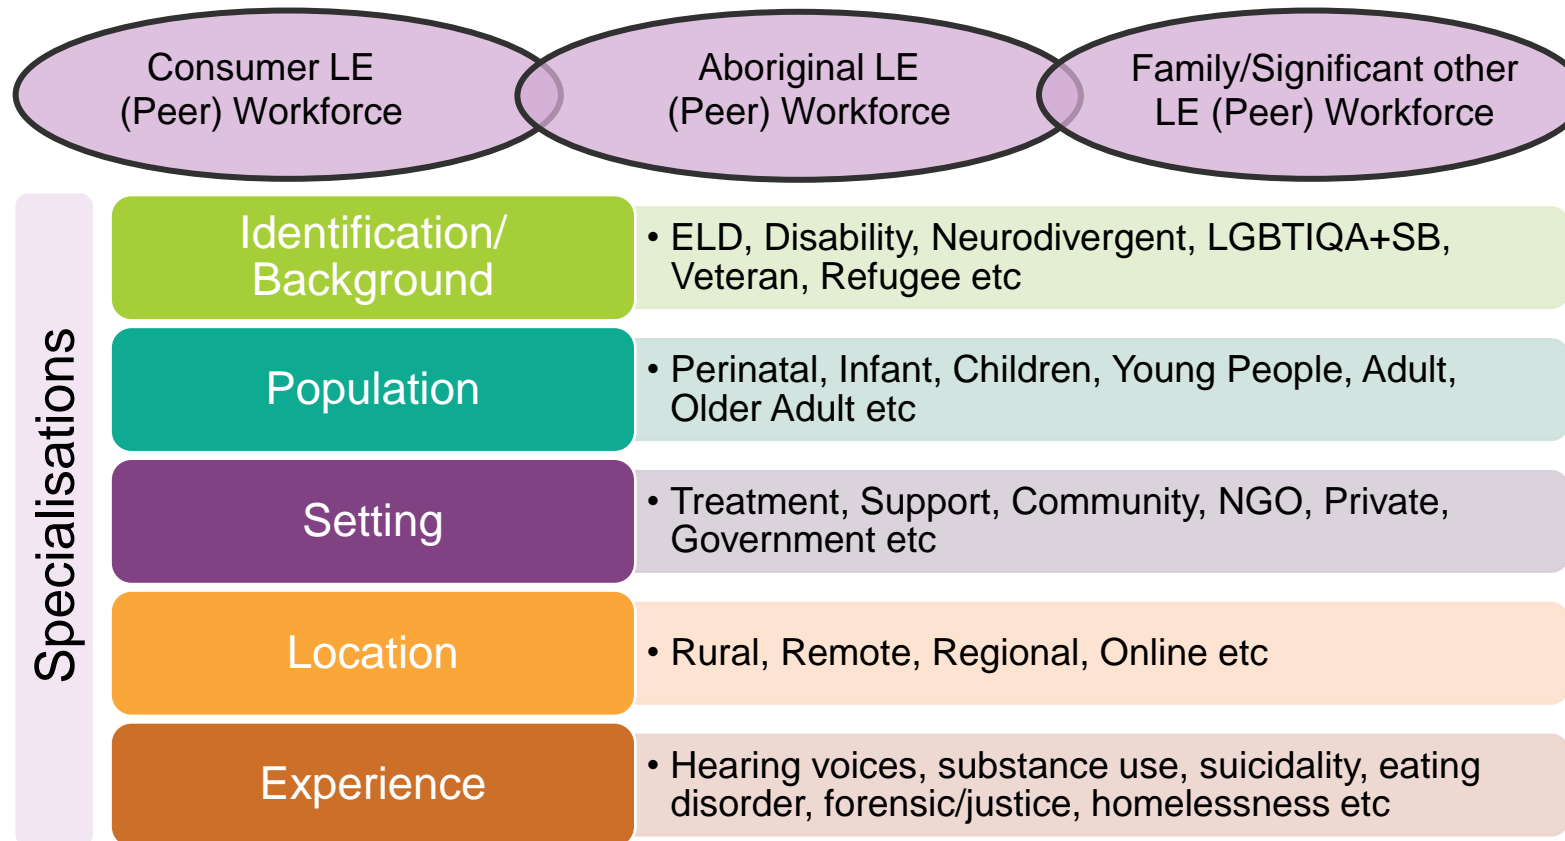 Consumer LE
(Peer) Workforce
Aboriginal LE
(Peer) Workforce
Family/Significant other
LE (Peer) Workforce
Specialisations
Identification/
Background
• ELD, Disability, Neurodivergent, LGBTIQA+SB,
Veteran, Refugee etc
Population
• Perinatal, Infant, Children, Young People, Adult,
Older Adult etc
Setting
• Treatment, Support, Community, NGO, Private,
Government etc
Location
• Rural, Remote, Regional, Online etc
Experience
• Hearing voices, substance use, suicidality, eating
disorder, forensic/justice, homelessness etc